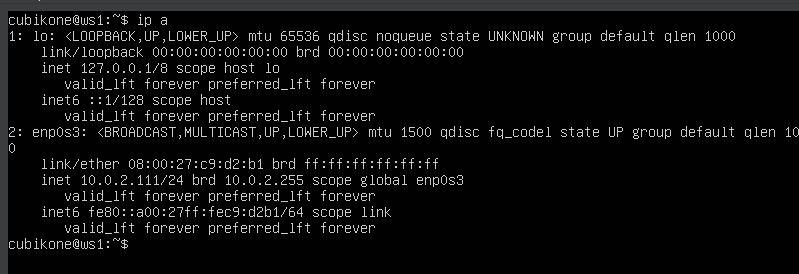 cubikone@ws1:~$ ip a
1: lo: <LOOPBACK,UP,LOWER_UP> mtu 65536 qdisc noqueue state UNKNOWN group default qlen 1000
    link/loopback 00:00:00:00:00:00 brd 00:00:00:00:00:00
    inet 127.0.0.1/8 scope host lo
       valid_lft forever preferred_lft forever
    inet6 ::1/128 scope host
       valid_lft forever preferred_lft forever
2: enp0s3: <BROADCAST,MULTICAST,UP,LOWER_UP> mtu 1500 qdisc fq_codel state UP group default qlen 100
0
    link/ether 08:00:27:c9:d2:b1 brd ff:ff:ff:ff:ff:ff
    inet 10.0.2.111/24 brd 10.0.2.255 scope global enp0s3
       valid_lft forever preferred_lft forever
    inet6 fe80::a00:27ff:fec9:d2b1/64 scope link
       valid_lft forever preferred_lft forever
cubikone@ws1:~$